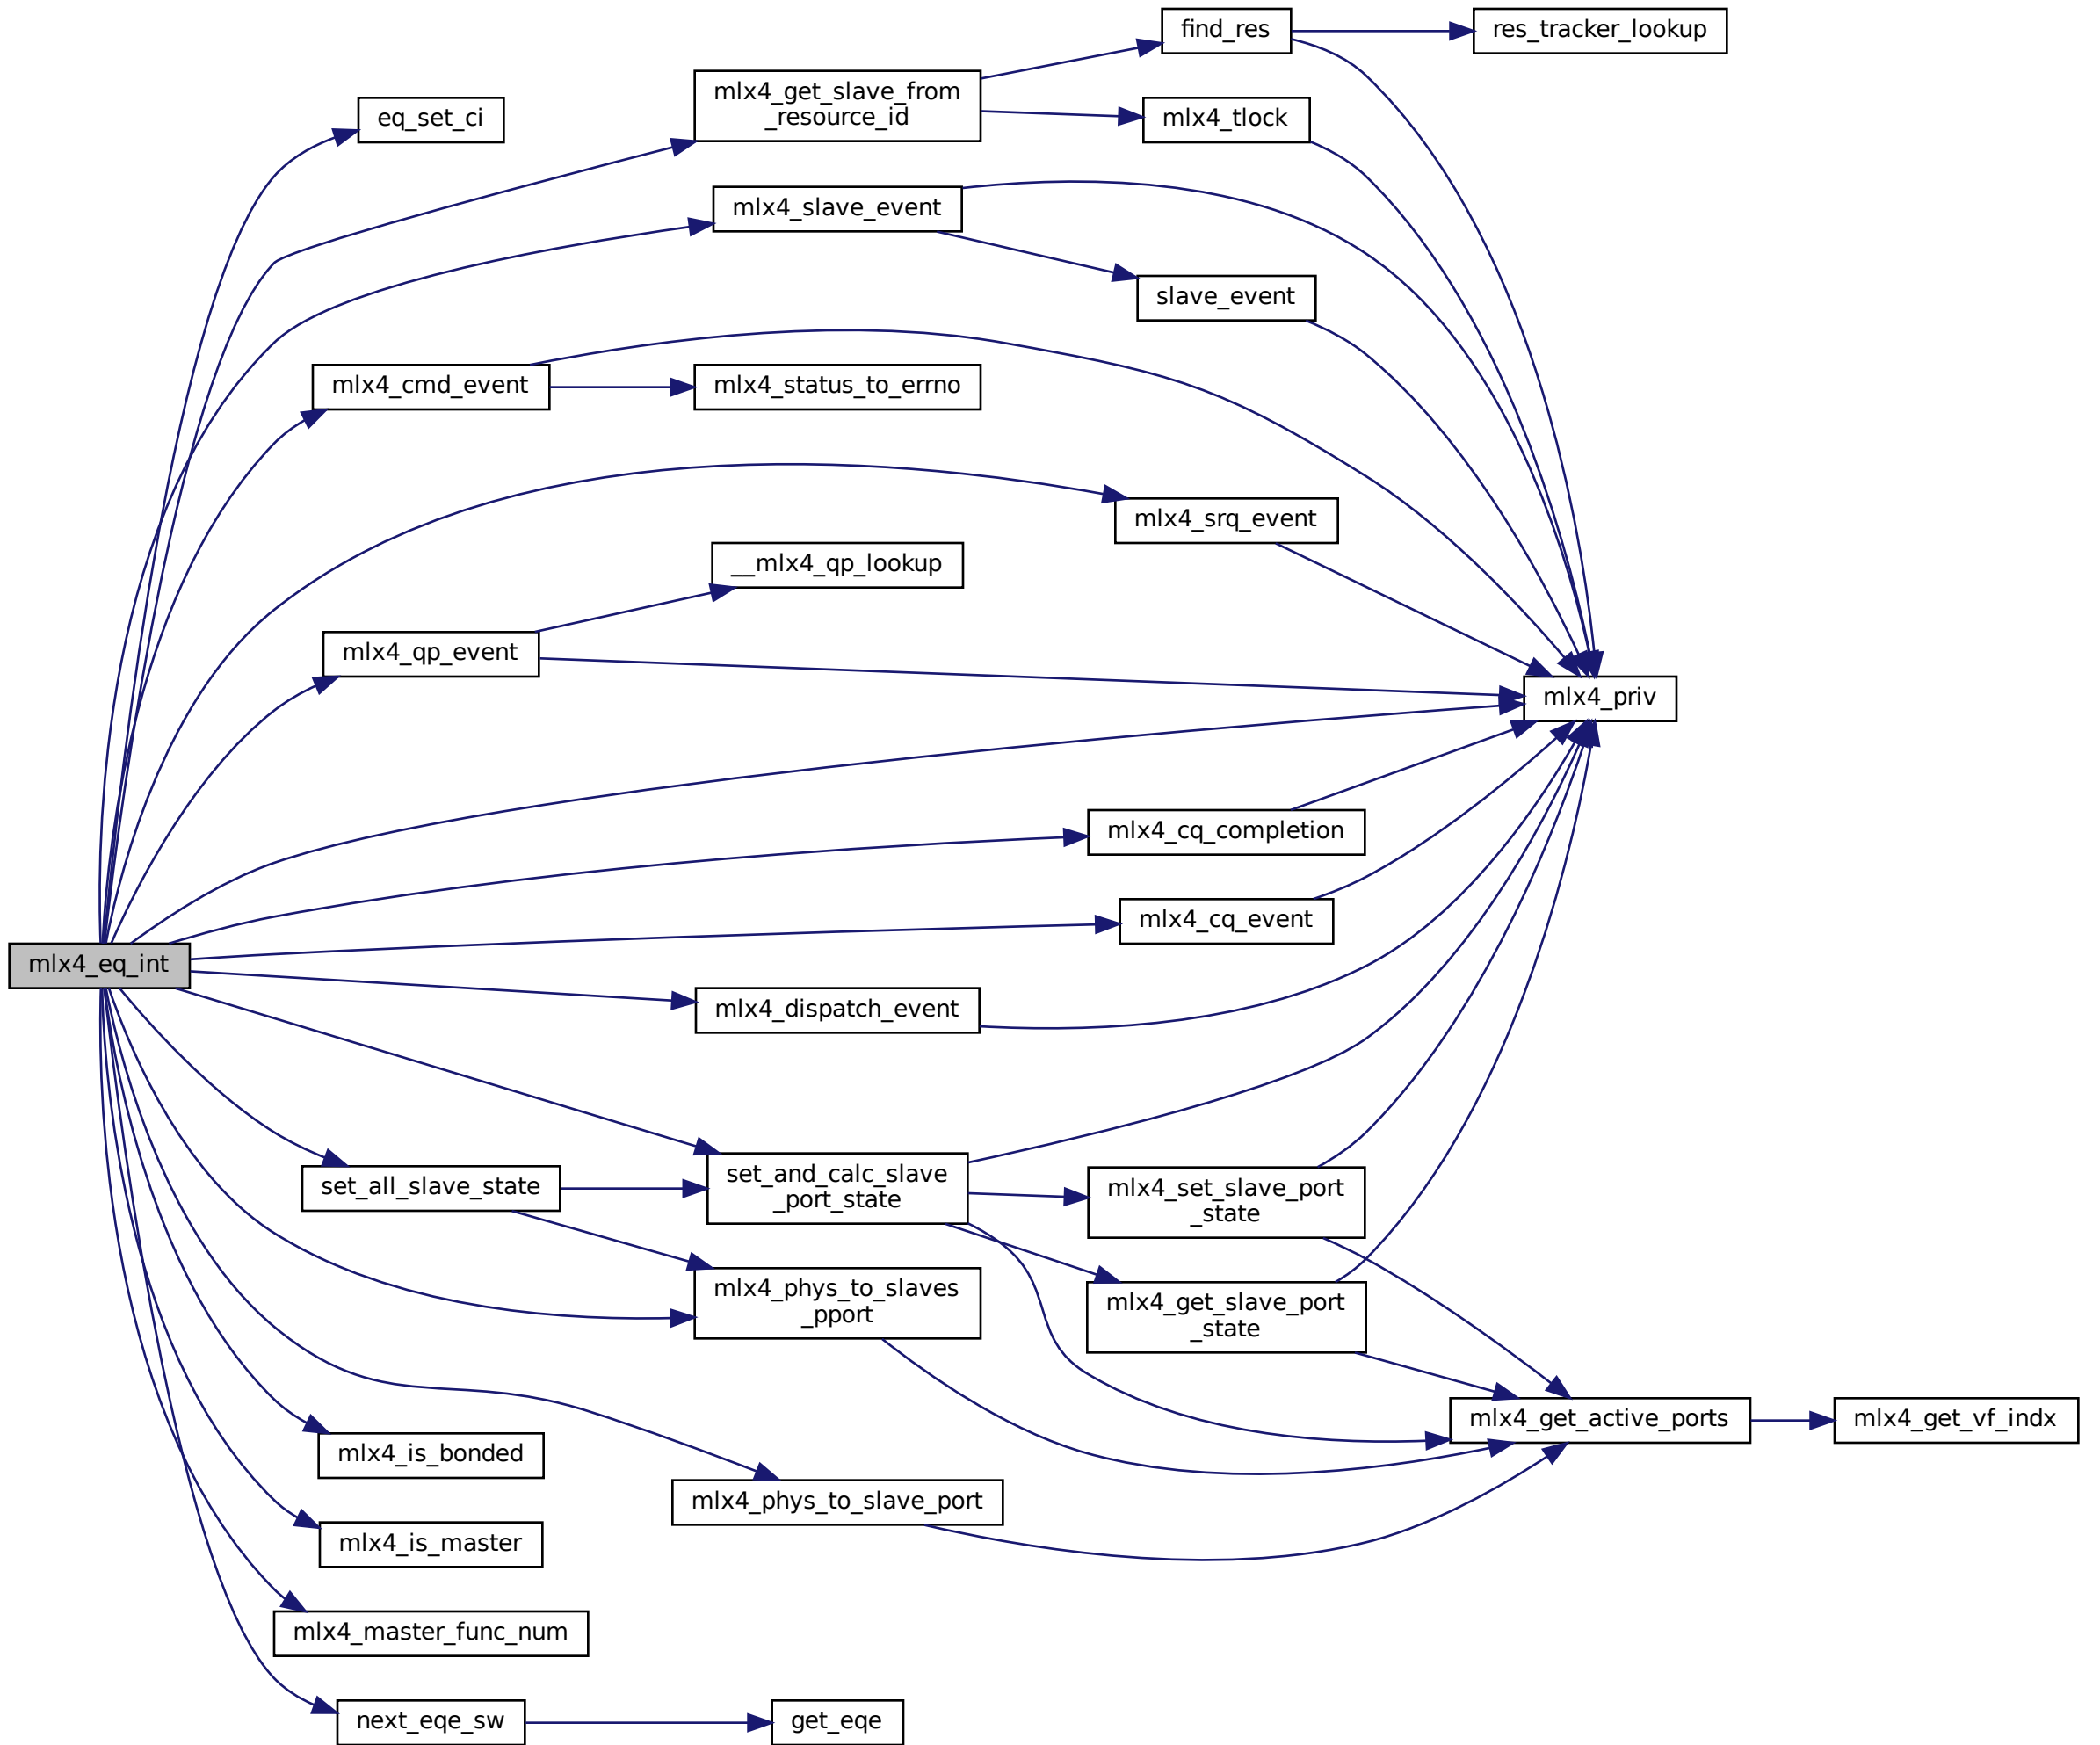 find_res
res_tracker_lookup
mlx4_get_slave_from
_resource_id
eq_set_ci
mlx4_tlock
mlx4_slave_event
slave_event
mlx4_cmd_event
mlx4_status_to_errno
mlx4_srq_event
__mlx4_qp_lookup
mlx4_qp_event
mlx4_priv
mlx4_cq_completion
mlx4_cq_event
mlx4_eq_int
mlx4_dispatch_event
set_all_slave_state
set_and_calc_slave
_port_state
mlx4_set_slave_port
_state
mlx4_phys_to_slaves
_pport
mlx4_get_slave_port
_state
mlx4_get_active_ports
mlx4_get_vf_indx
mlx4_is_bonded
mlx4_phys_to_slave_port
mlx4_is_master
mlx4_master_func_num
next_eqe_sw
get_eqe